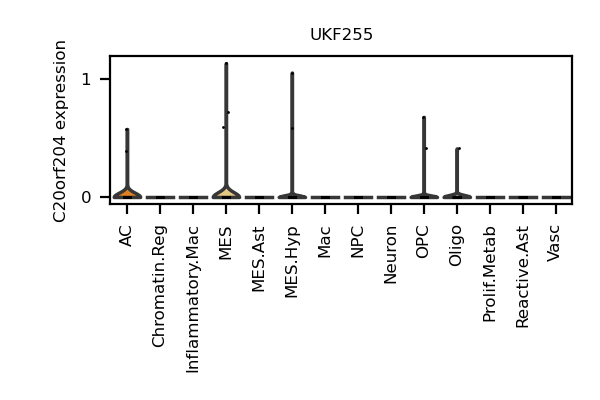 UKF255
C20orf204 expression
1
0
AC
Chromatin.Reg
Inflammatory.Mac
MES
MES.Ast
MES.Hyp
Mac
NPC
Neuron
OPC
Oligo
Prolif.Metab
Reactive.Ast
Vasc